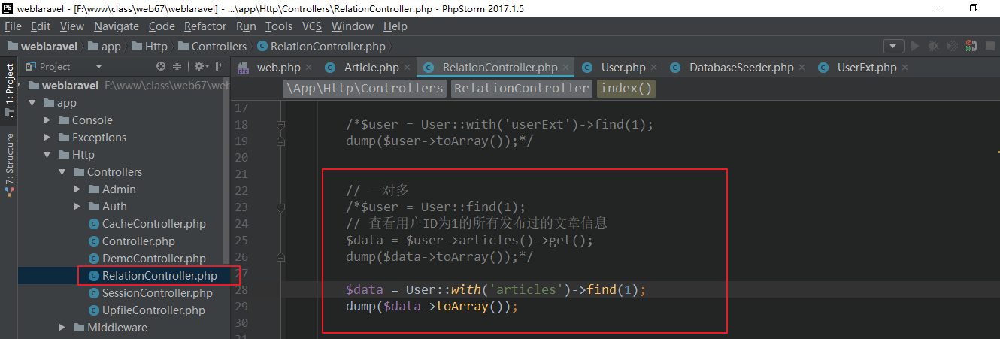 PS weblaravel - [F:\www\class\web67\weblaravel] - ...\app\Http\Controllers\RelationController.php - PhpStorm 2017.1.5
File Edit View Navigate Code Refactor Run Tools VCS Window Help
weblaravel app Http Controllers RelationController.php
1: Project
7: Structure
Project
weblaravel F:\www\class\web67\web
app
Console
Exceptions
Http
Controllers
Admin
Auth
CacheController.php
Controller.php
DemoController.php
RelationController.php
SessionController.php
UpfileController.php
Middleware
web.php Article.php RelationController.php User.php DatabaseSeeder.php UserExt.php
\App\Http\Controllers RelationController index()
17
18 /*$user = User::with('userExt')->find(1);
19 dump($user->toArray());*/
20
21
22 // 一对多
23 /*$user = User::find(1);
24 // 查看用户ID为1的所有发布过的文章信息
25 $data = $user->articles()->get();
26 dump($data->toArray());*/
27
28 $data = User::with('articles')->find(1);
29 dump($data->toArray());
30
31